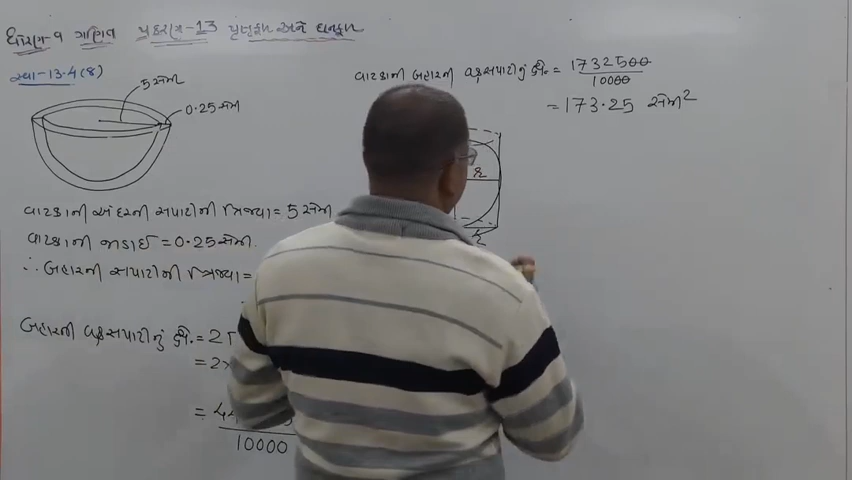 ધોરણ-૧ ગણિત પ્રકરણ-13 પૃષ્ઠફળ અને ઘનફળ
સ્વા-13.4(8)
5 સેમી
0.25 સેમી
વાટકાની અંદરની સપાટીની ત્રિજ્યા = 5 સેમી
વાટકાની જાડાઈ = 0.25 સેમી.
∴ બહારની સપાટીની ત્રિજ્યા =
બહારની વક્રસપાટીનું ક્ષે. = 2
= 2×
= 44
10000
વાટકાની બહારની વક્રસપાટીનું ક્ષે. = 1732500
10000
= 173.25 સેમી²
r
r